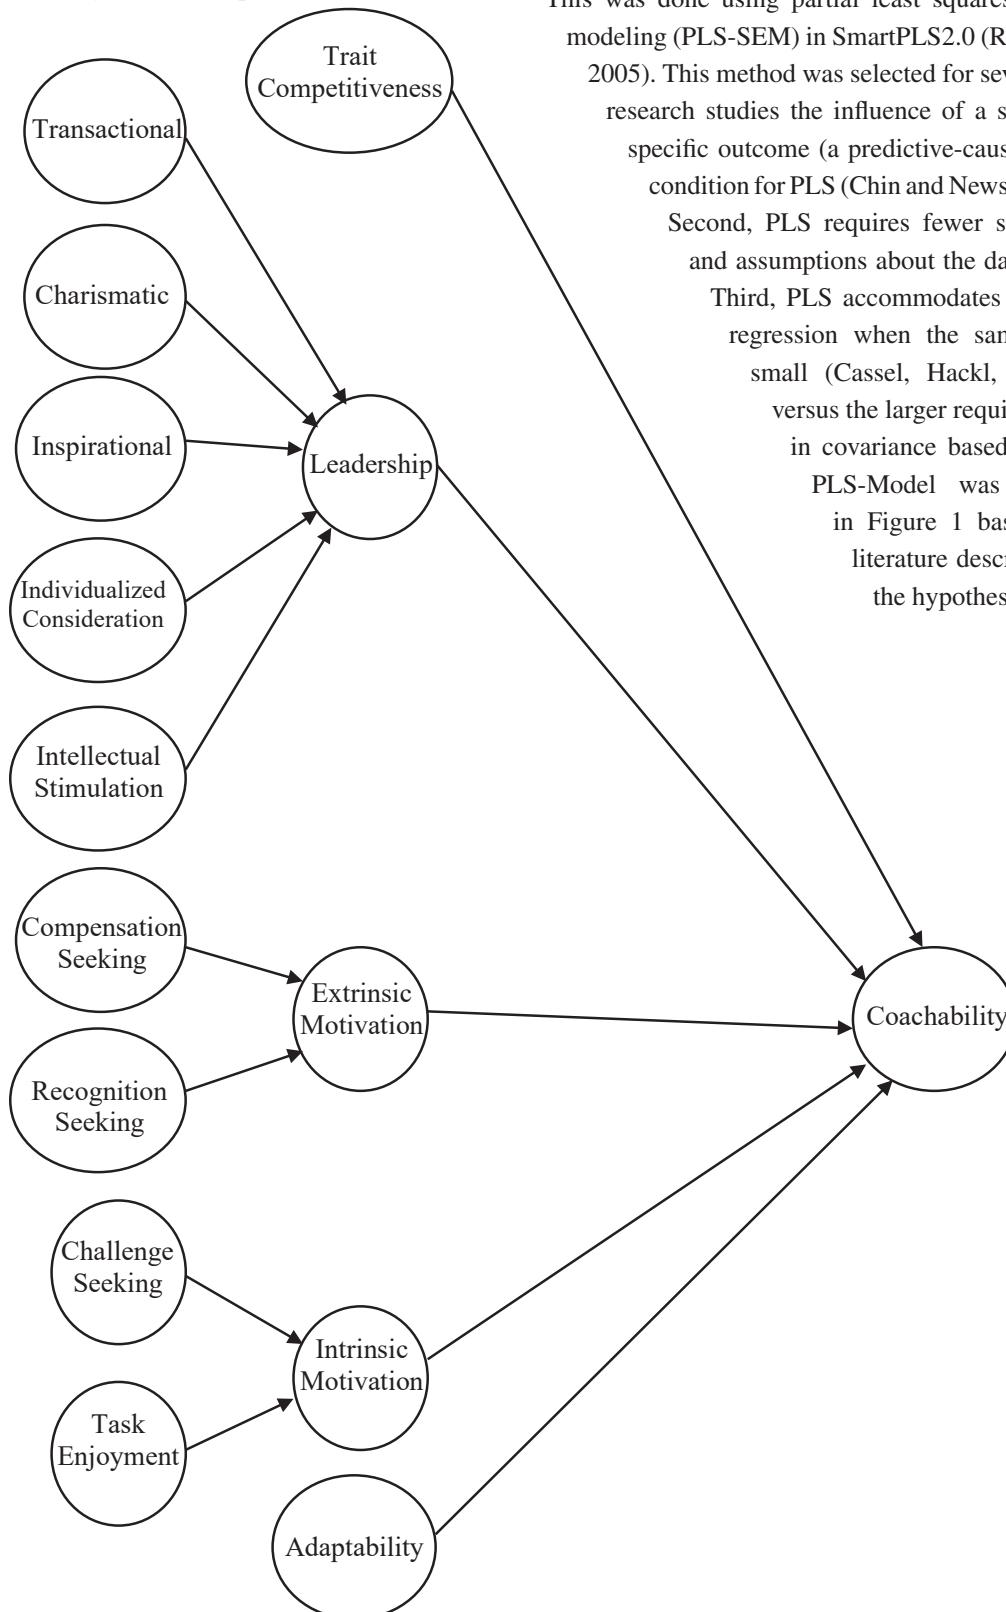 This was done using partial least squares
modeling (PLS-SEM) in SmartPLS2.0 (R
2005). This method was selected for sev
research studies the influence of a s
specific outcome (a predictive-caus
condition for PLS (Chin and News
Second, PLS requires fewer s
and assumptions about the da
Third, PLS accommodates
regression when the san
small (Cassel, Hackl,
versus the larger requi
in covariance based
PLS-Model was
in Figure 1 bas
literature descr
the hypothes
Trait
Competitiveness
Transactional
Charismatic
Inspirational
Leadership
Individualized
Consideration
Intellectual
Stimulation
Compensation
Seeking
Extrinsic
Motivation
Coachability
Recognition
Seeking
Challenge
Seeking
Intrinsic
Motivation
Task
Enjoyment
Adaptability